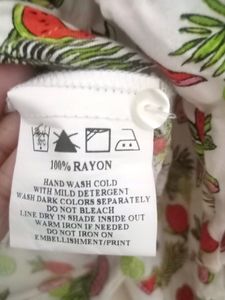 100% RAYON
HAND WASH COLD
WITH MILD DETERGENT
WASH DARK COLORS SEPARATELY
DO NOT BLEACH
LINE DRY IN SHADE INSIDE OUT
WARM IRON IF NEEDED
DO NOT IRON ON
EMBELLISHMENT/PRINT